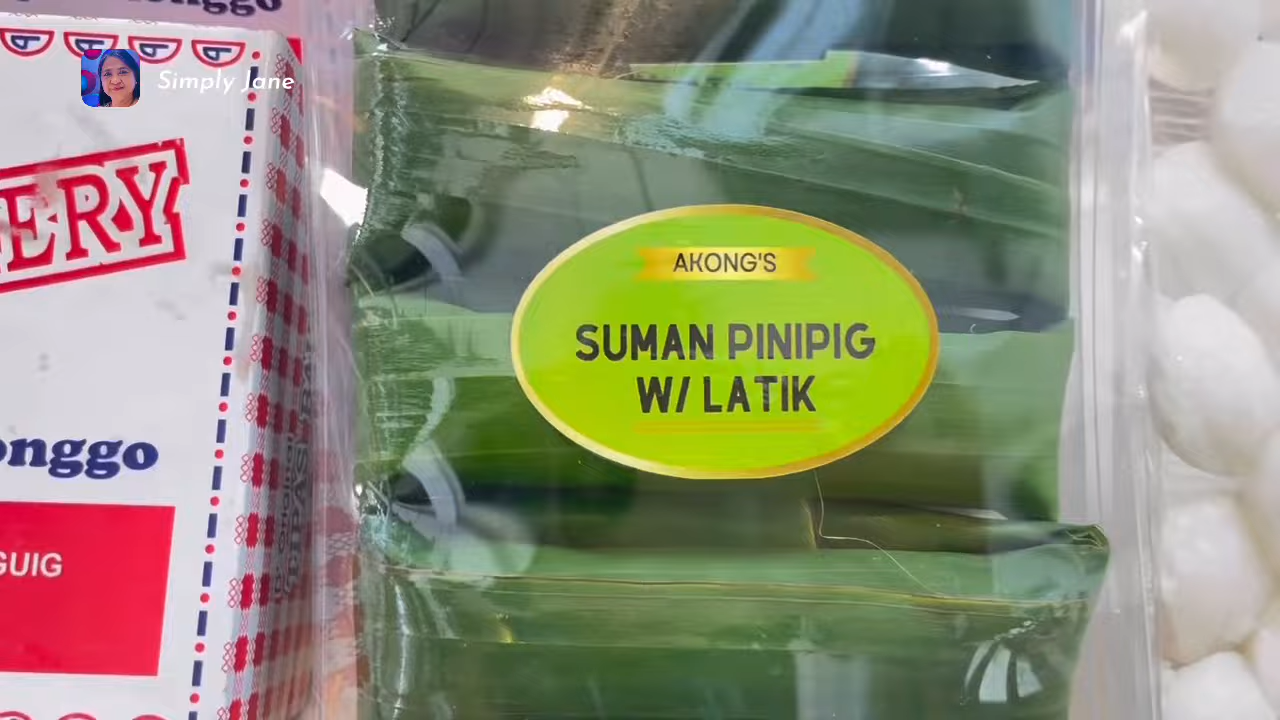 Simply Jane
ERY
onggo
GUIG
AKONG'S
SUMAN PINIPIG
W/ LATIK